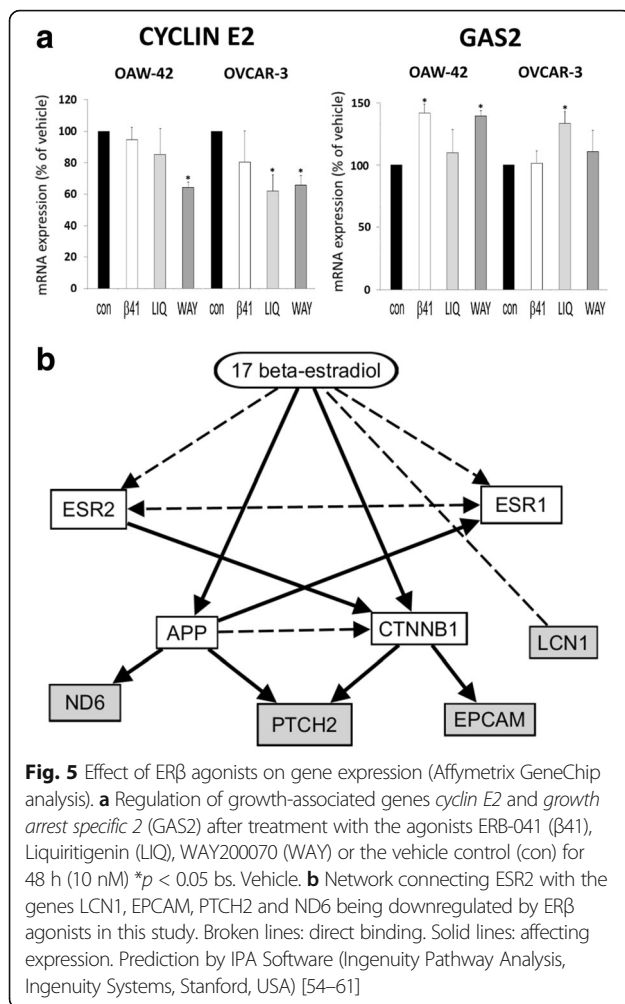 a
CYCLIN E2
GAS2
OAW-42
OVCAR-3
OAW-42
OVCAR-3
mRNA expression (% of vehicle)
120
100
80
60
40
20
0
*
*
*
con β41 LIQ WAY
con β41 LIQ WAY
mRNA expression (% of vehicle)
150
100
50
0
*
*
*
con β41 LIQ WAY
con β41 LIQ WAY
b
17 beta-estradiol
ESR2
ESR1
APP
CTNNB1
LCN1
ND6
PTCH2
EPCAM
Fig. 5 Effect of ERβ agonists on gene expression (Affymetrix GeneChip
analysis). a Regulation of growth-associated genes cyclin E2 and growth
arrest specific 2 (GAS2) after treatment with the agonists ERB-041 (β41),
Liquiritigenin (LIQ), WAY200070 (WAY) or the vehicle control (con) for
48 h (10 nM) *p < 0.05 bs. Vehicle. b Network connecting ESR2 with the
genes LCN1, EPCAM, PTCH2 and ND6 being downregulated by ERβ
agonists in this study. Broken lines: direct binding. Solid lines: affecting
expression. Prediction by IPA Software (Ingenuity Pathway Analysis,
Ingenuity Systems, Stanford, USA) [54–61]